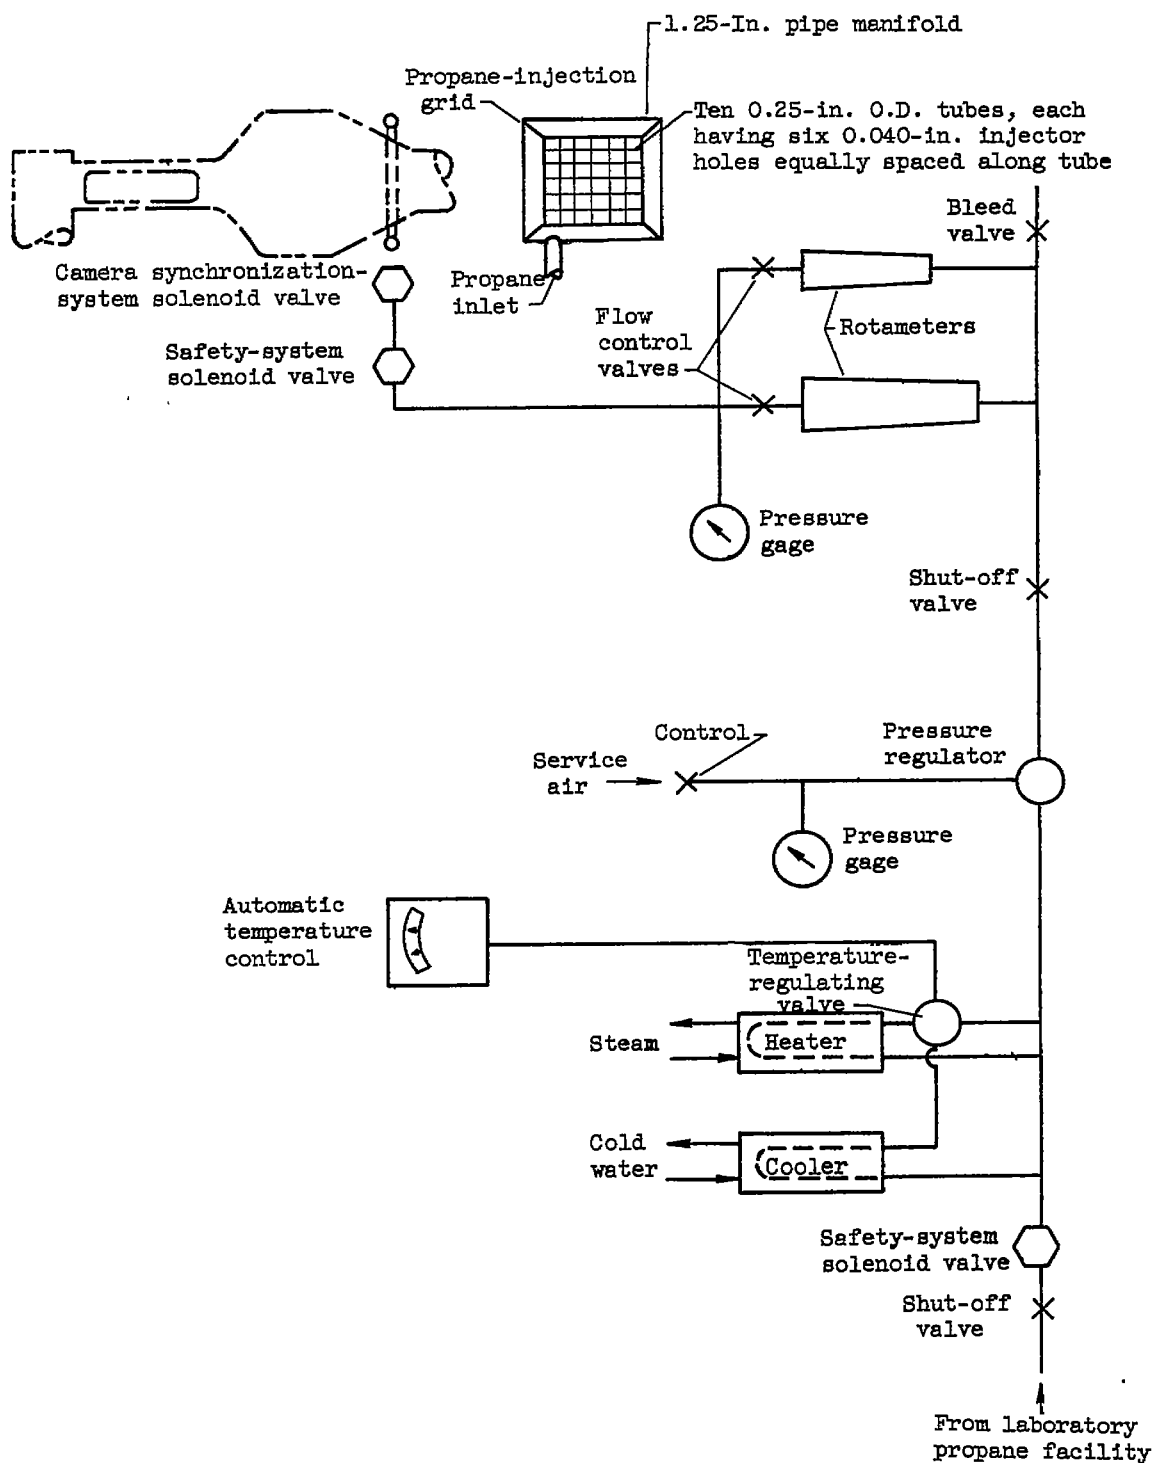 1.25-In. pipe manifold
Propane-injection
grid
Ten 0.25-in. O.D. tubes, each
having six 0.040-in. injector
holes equally spaced along tube
Bleed
valve
Camera synchronization-
system solenoid valve
Propane
inlet
Flow
control
valves
Rotameters
Safety-system
solenoid valve
Pressure
gage
Shut-off
valve
Control
Service
air
Pressure
regulator
Pressure
gage
Automatic
temperature
control
Temperature-
regulating
valve
Steam
Heater
Cold
water
Cooler
Safety-system
solenoid valve
Shut-off
valve
From laboratory
propane facility